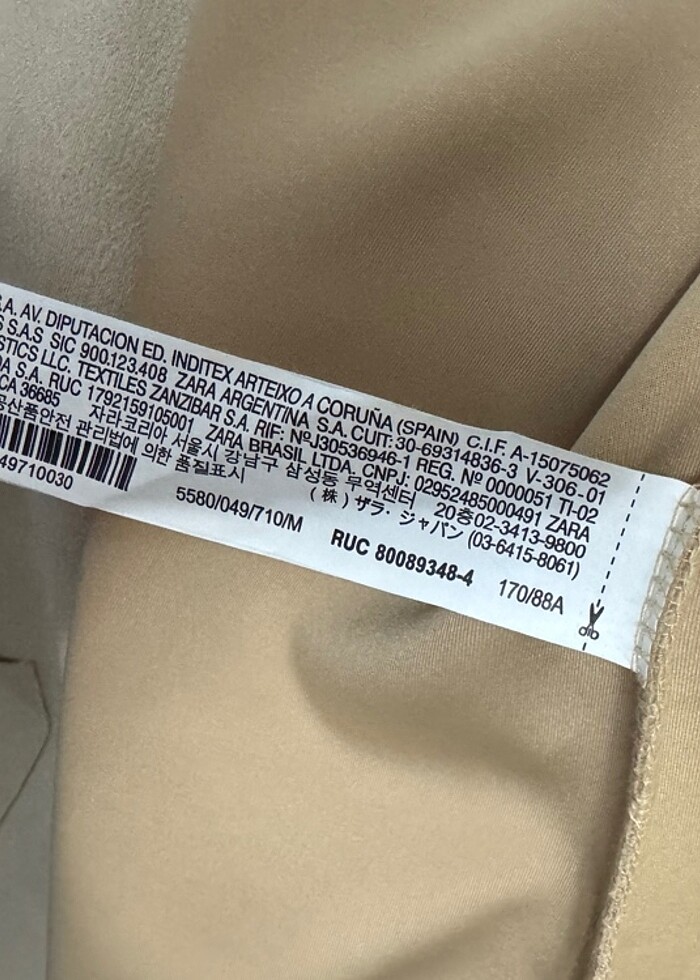 .A. AV. DIPUTACION ED. INDITEX ARTEIXO A CORUÑA (SPAIN) C.I.F. A-15075062
S S.A.S SIC 900.123.408 ZARA ARGENTINA S.A. CUIT: 30-69314836-3 V-306-01
STICS LLC. TEXTILES ZANZIBAR S.A. RIF: NºJ30536946-1 REG. Nº 0000051 TI-02
DA S.A. RUC 1792159105001 ZARA BRASIL LTDA. CNPJ: 02952485000491 ZARA
CA 36685 자라코리아 서울시 강남구 삼성동 무역센터 20층02-3413-9800
공산품안전 관리법에 의한 품질표시 (株) ザラ・ジャパン (03-6415-8061)
49710030 5580/049/710/M RUC 80089348-4 170/88A